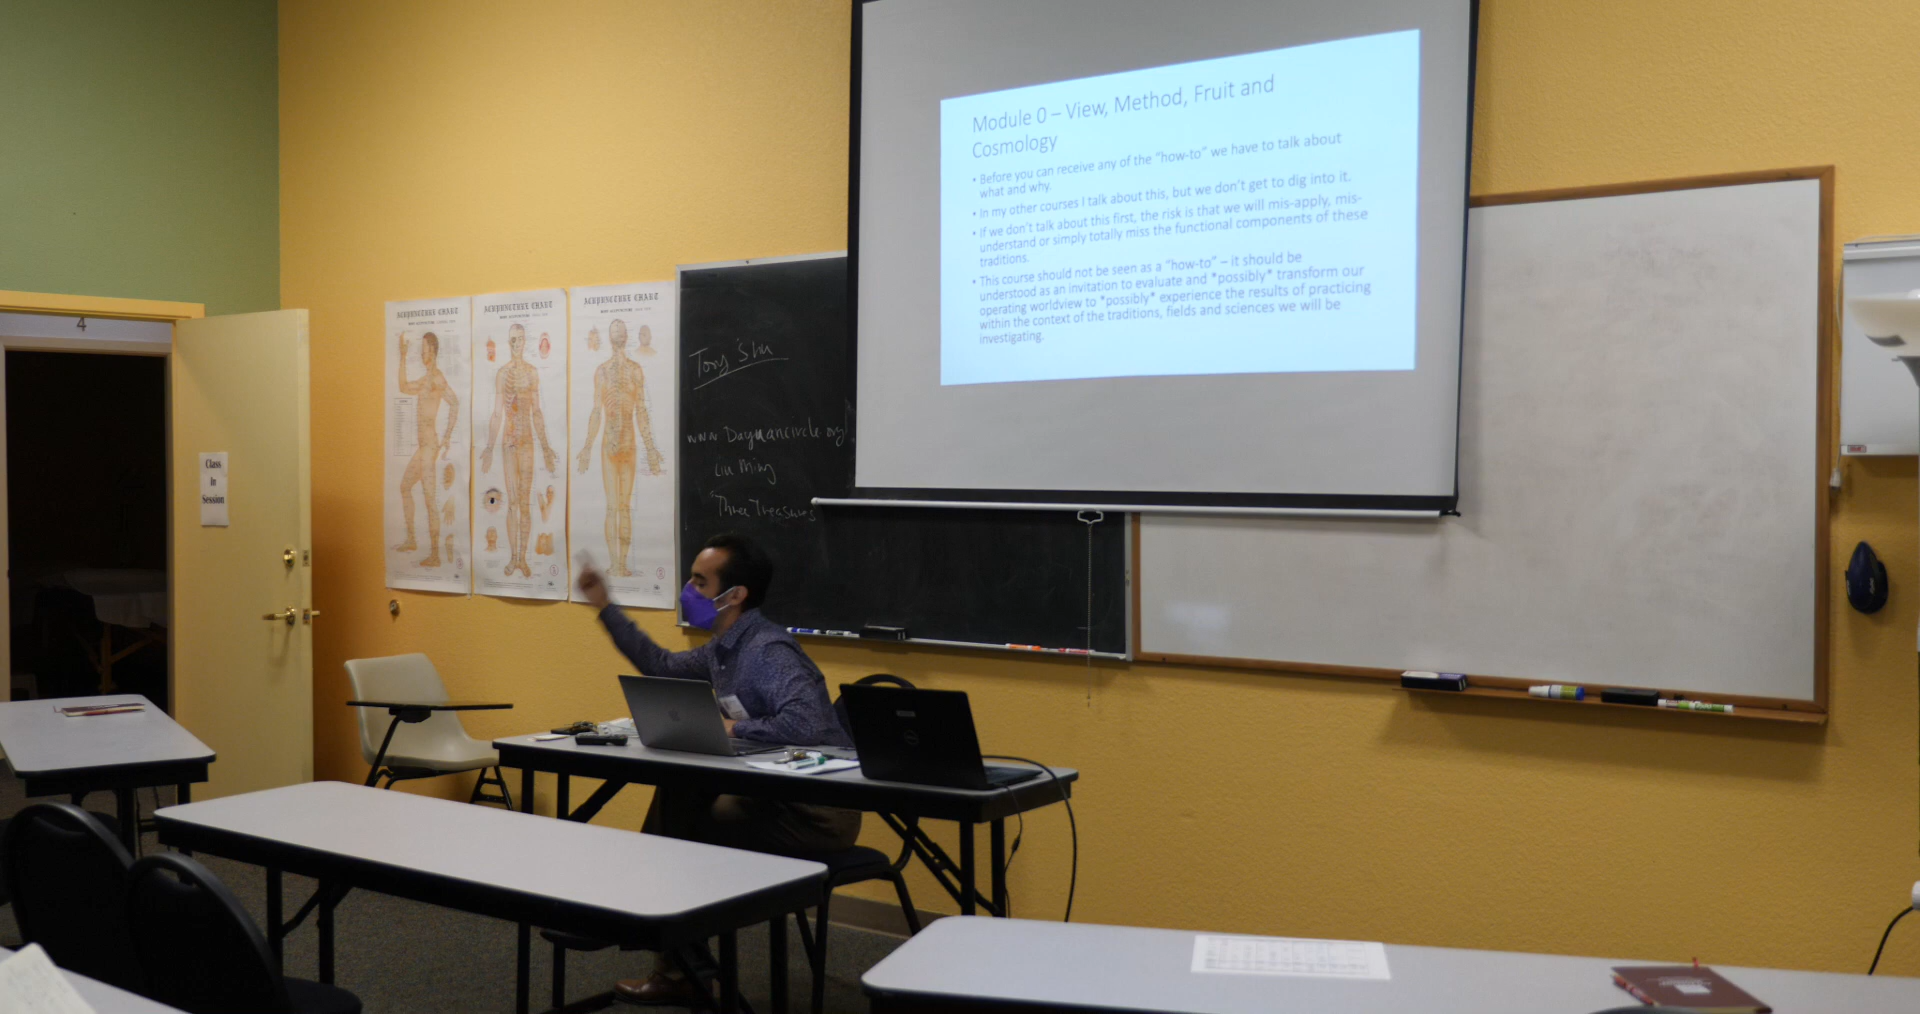 4
Class
In
Session
ACUPUNCTURE CHART
ACUPUNCTURE CHART
ACUPUNCTURE CHART
Tony Shu
www.Dayuancircle.org
Liu Ming
"Three Treasures
Module 0 – View, Method, Fruit and
Cosmology
• Before you can receive any of the “how-to” we have to talk about
what and why.
• In my other courses I talk about this, but we don’t get to dig into it.
• If we don’t talk about this first, the risk is that we will mis-apply, mis-
understand or simply totally miss the functional components of these
traditions.
• This course should not be seen as a “how-to” – it should be
understood as an invitation to evaluate and *possibly* transform our
operating worldview to *possibly* experience the results of practicing
within the context of the traditions, fields and sciences we will be
investigating.